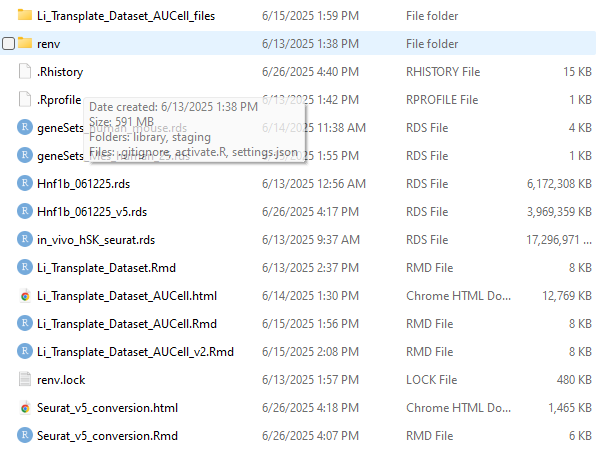 Li_Transplate_Dataset_AUCell_files 6/15/2025 1:59 PM File folder
renv 6/13/2025 1:38 PM File folder
.Rhistory 6/26/2025 4:40 PM RHISTORY File 15 KB
.Rprofile 6/13/2025 1:42 PM RPROFILE File 1 KB
Date created: 6/13/2025 1:38 PM
Size: 591 MB
Folders: library, staging
Files: .gitignore, activate.R, settings.json
geneSets_human_mouse.rds 6/14/2025 11:38 AM RDS File 4 KB
1:55 PM RDS File 1 KB
Hnf1b_061225.rds 6/13/2025 12:56 AM RDS File 6,172,308 KB
Hnf1b_061225_v5.rds 6/26/2025 4:17 PM RDS File 3,969,359 KB
in_vivo_hSK_seurat.rds 6/13/2025 9:37 AM RDS File 17,296,971 ...
Li_Transplate_Dataset.Rmd 6/13/2025 2:37 PM RMD File 8 KB
Li_Transplate_Dataset_AUCell.html 6/14/2025 1:30 PM Chrome HTML Do... 12,769 KB
Li_Transplate_Dataset_AUCell.Rmd 6/15/2025 1:56 PM RMD File 8 KB
Li_Transplate_Dataset_AUCell_v2.Rmd 6/15/2025 2:08 PM RMD File 8 KB
renv.lock 6/13/2025 1:57 PM LOCK File 480 KB
Seurat_v5_conversion.html 6/26/2025 4:18 PM Chrome HTML Do... 1,465 KB
Seurat_v5_conversion.Rmd 6/26/2025 4:07 PM RMD File 6 KB